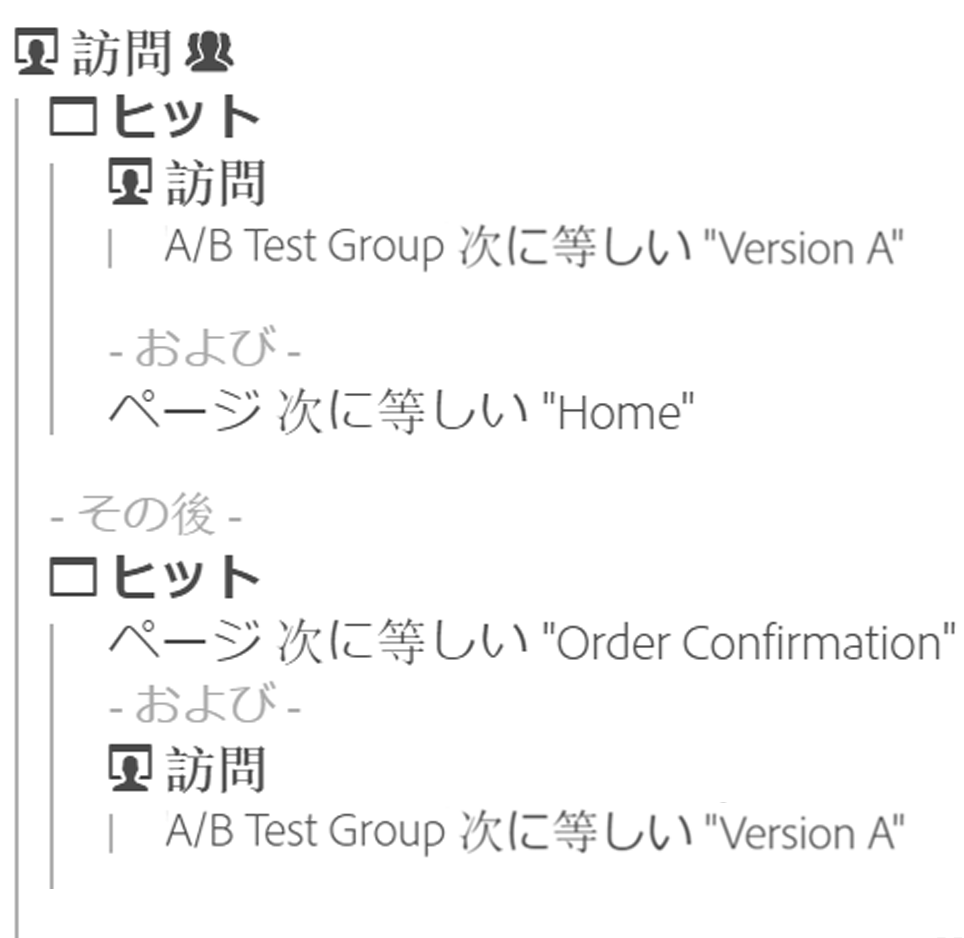 訪問
ヒット
訪問
A/B Test Group 次に等しい "Version A"
- および -
ページ 次に等しい "Home"
- その後 -
ヒット
ページ 次に等しい "Order Confirmation"
- および -
訪問
A/B Test Group 次に等しい "Version A"